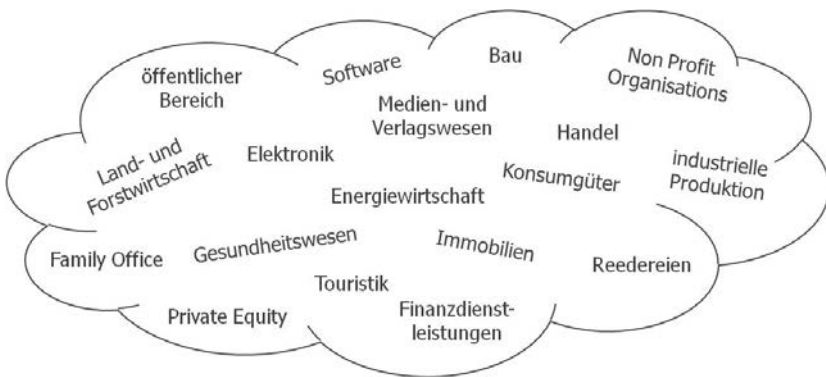 öffentlicher
Bereich
Software
Bau
Non Profit
Organisations
Medien- und
Verlagswesen
Handel
Land- und
Forstwirtschaft
Elektronik
Konsumgüter
industrielle
Produktion
Energiewirtschaft
Family Office
Gesundheitswesen
Immobilien
Reedereien
Touristik
Private Equity
Finanzdienst-
leistungen